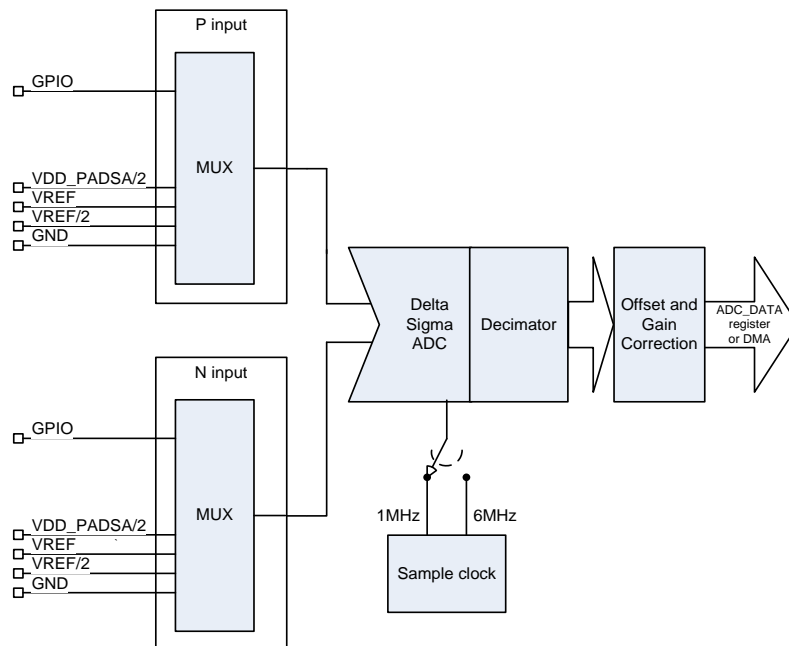 P input
GPIO
MUX
VDD_PADSA/2
VREF
VREF/2
GND
Delta
Sigma
ADC
Decimator
Offset and
Gain
Correction
ADC_DATA
register
or DMA
N input
GPIO
MUX
VDD_PADSA/2
VREF
VREF/2
GND
1MHz
6MHz
Sample clock